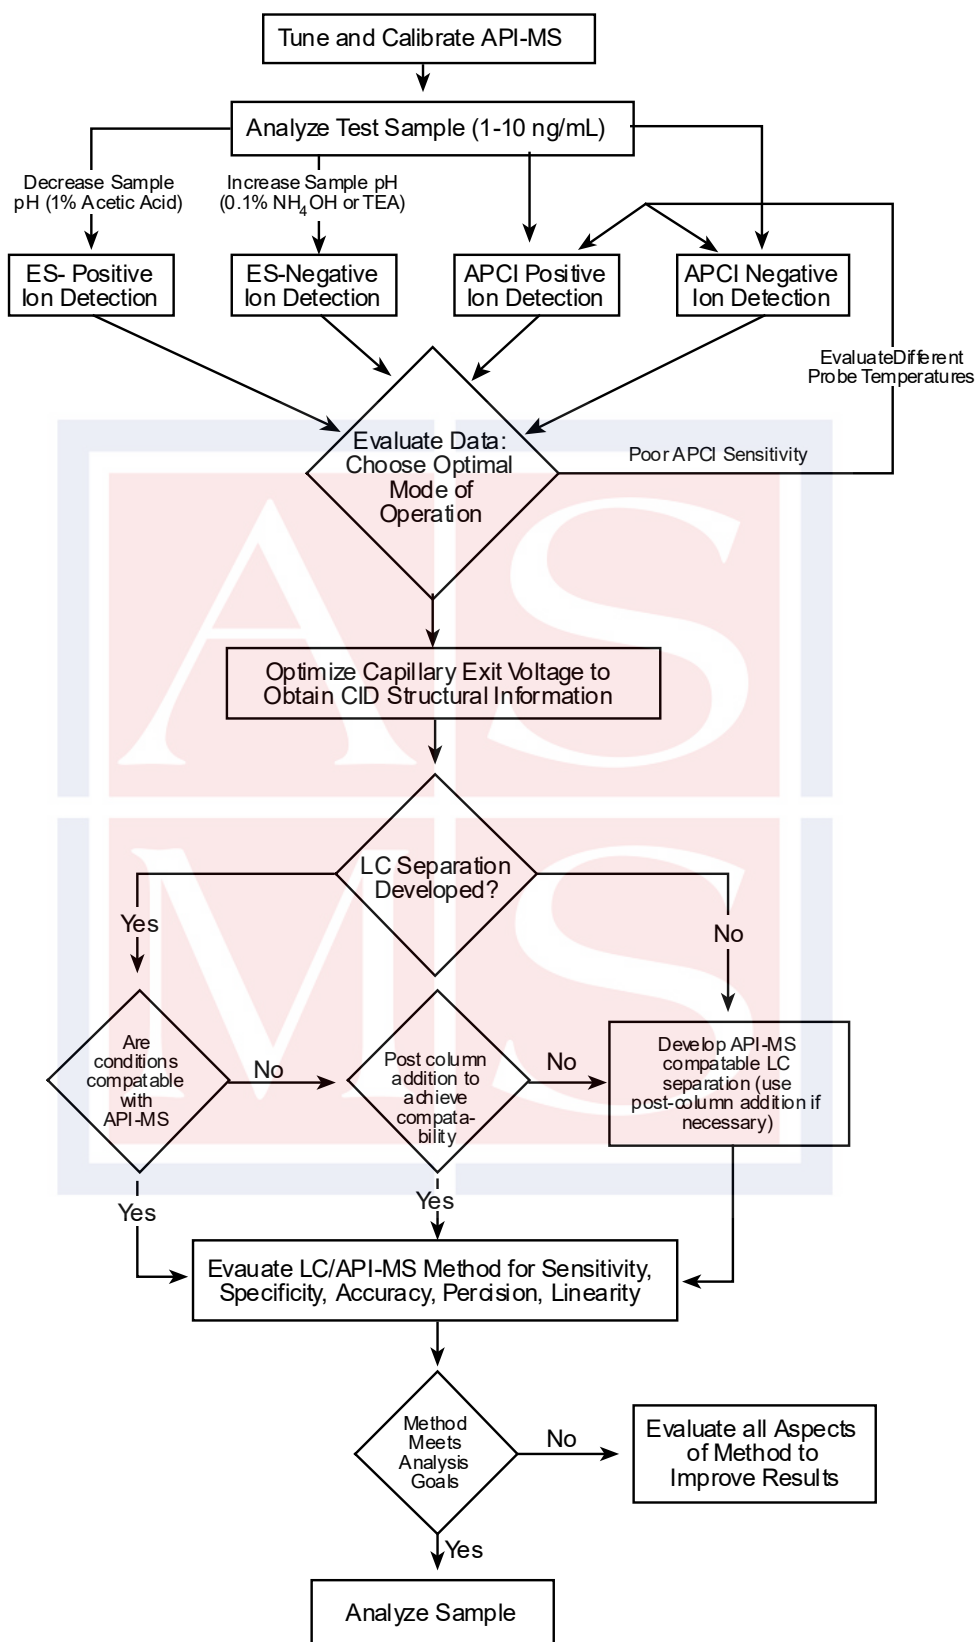 Tune and Calibrate API-MS
Analyze Test Sample (1-10 ng/mL)
Decrease Sample
pH (1% Acetic Acid)
Increase Sample pH
(0.1% NH4OH or TEA)
ES- Positive
Ion Detection
ES-Negative
Ion Detection
APCI Positive
Ion Detection
APCI Negative
Ion Detection
EvaluateDifferent
Probe Temperatures
Evaluate Data:
Choose Optimal
Mode of
Operation
Poor APCI Sensitivity
Optimize Capillary Exit Voltage to
Obtain CID Structural Information
LC Separation
Developed?
Yes
No
Are
conditions
compatable
with
API-MS
No
Post column
addition to
achieve
compata-
bility
No
Develop API-MS
compatable LC
separation (use
post-column addition if
necessary)
Yes
Yes
Evauate LC/API-MS Method for Sensitivity,
Specificity, Accuracy, Percision, Linearity
Method
Meets
Analysis
Goals
No
Evaluate all Aspects
of Method to
Improve Results
Yes
Analyze Sample
A S
M S